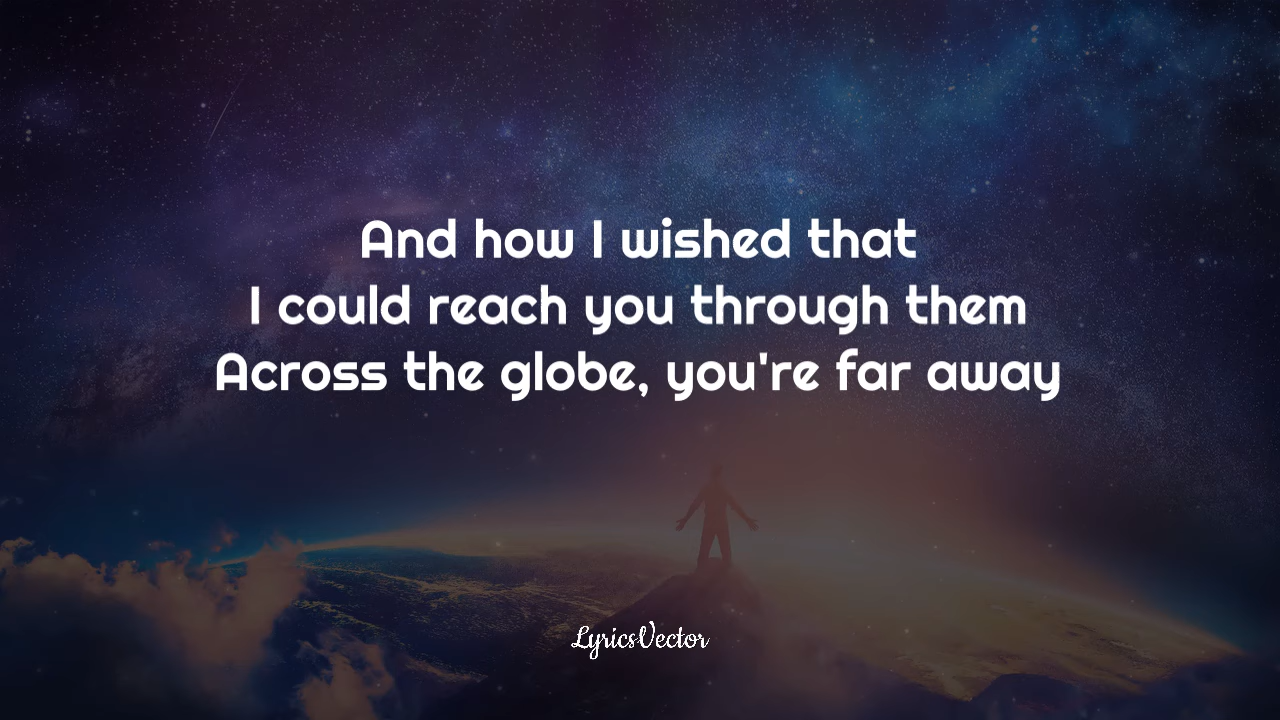 And how I wished that
I could reach you through them
Across the globe, you're far away
LyricsVector